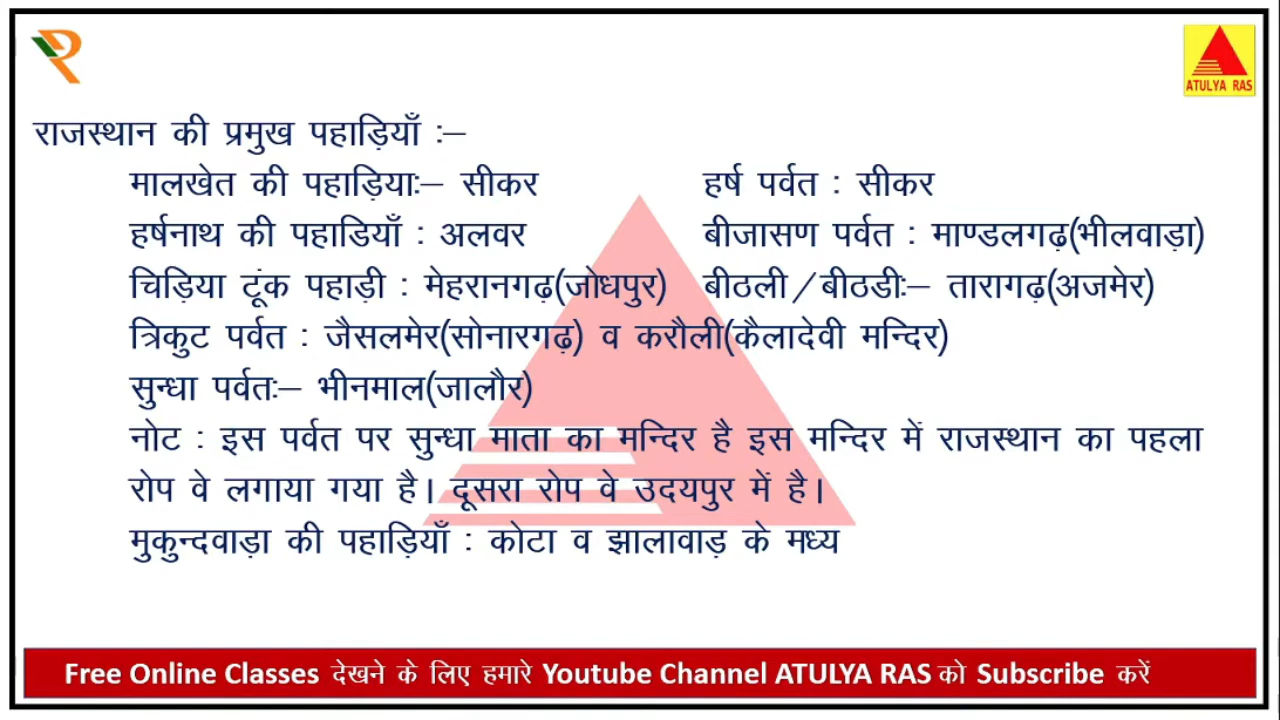 ATULYA RAS
राजस्थान की प्रमुख पहाड़ियाँ :–
मालखेत की पहाड़ियाः– सीकर हर्ष पर्वत : सीकर
हर्षनाथ की पहाडियाँ : अलवर बीजासण पर्वत : माण्डलगढ़(भीलवाड़ा)
चिड़िया टूंक पहाड़ी : मेहरानगढ़(जोधपुर) बीठली / बीठडीः– तारागढ़(अजमेर)
त्रिकुट पर्वत : जैसलमेर(सोनारगढ़) व करौली(कैलादेवी मन्दिर)
सुन्धा पर्वतः– भीनमाल(जालौर)
नोट : इस पर्वत पर सुन्धा माता का मन्दिर है इस मन्दिर में राजस्थान का पहला
रोप वे लगाया गया है। दूसरा रोप वे उदयपुर में है।
मुकुन्दवाड़ा की पहाड़ियाँ : कोटा व झालावाड़ के मध्य
Free Online Classes देखने के लिए हमारे Youtube Channel ATULYA RAS को Subscribe करें